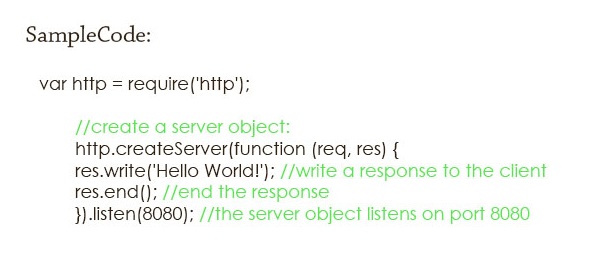 SampleCode:
var http = require('http');
//create a server object:
http.createServer(function (req, res) {
res.write('Hello World!'); //write a response to the client
res.end(); //end the response
}).listen(8080); //the server object listens on port 8080